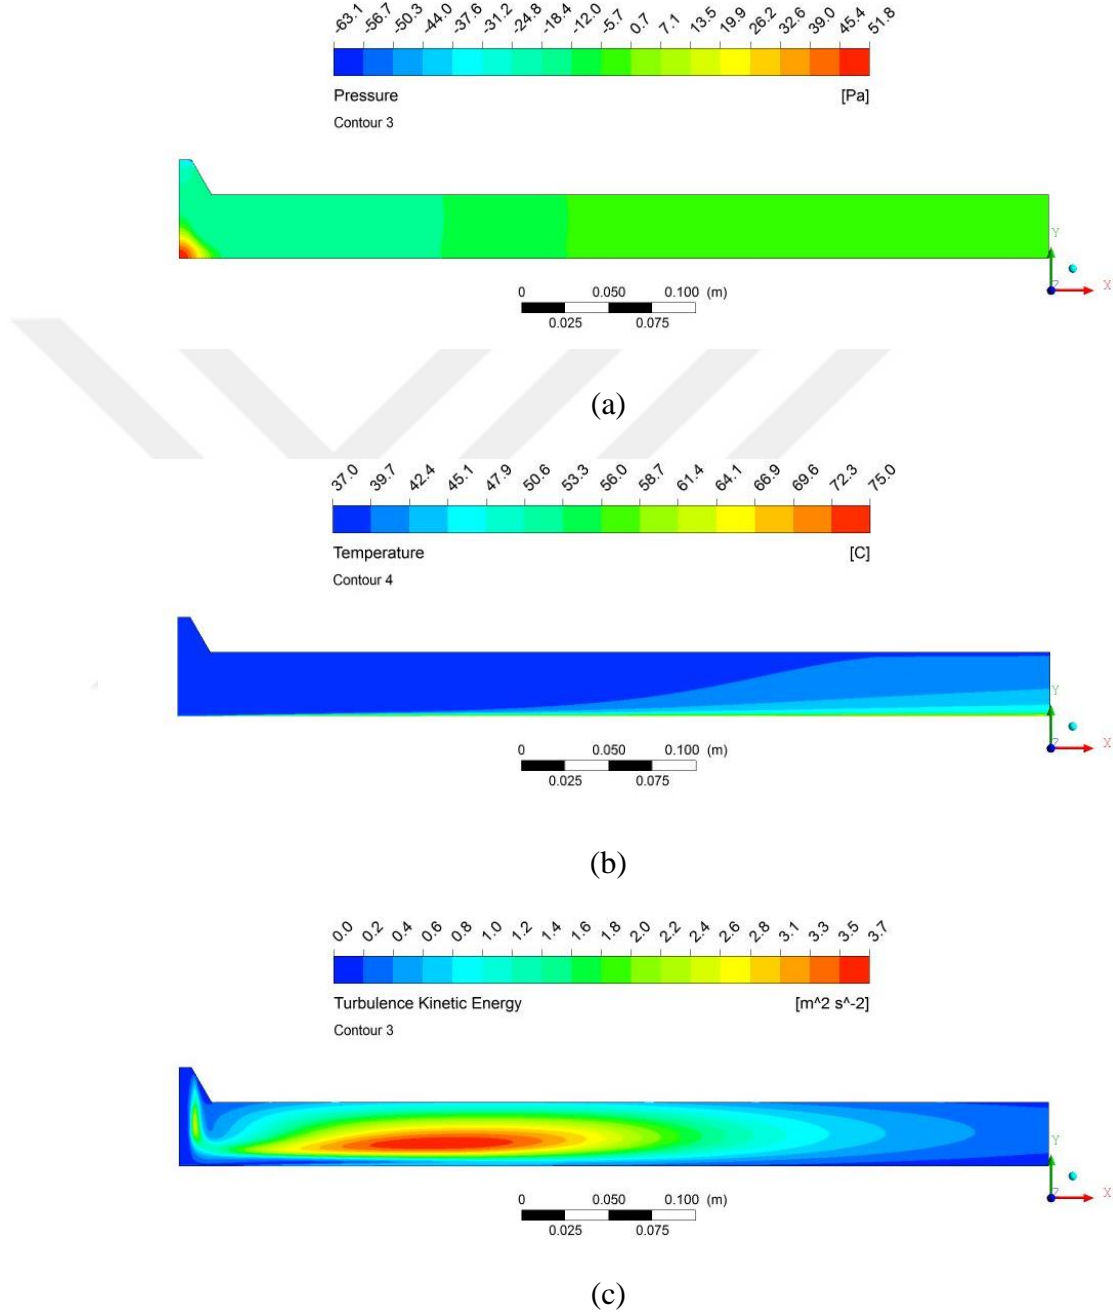 -63.1 -56.7 -50.3 -44.0 -37.6 -31.2 -24.8 -18.4 -12.0 -5.7 0.7 7.1 13.5 19.9 26.2 32.6 39.0 45.4 51.8
Pressure [Pa]
Contour 3
Y
Z X
0 0.050 0.100 (m)
0.025 0.075
(a)
37.0 39.7 42.4 45.1 47.9 50.6 53.3 56.0 58.7 61.4 64.1 66.9 69.6 72.3 75.0
Temperature [C]
Contour 4
Y
Z X
0 0.050 0.100 (m)
0.025 0.075
(b)
0.0 0.2 0.4 0.6 0.8 1.0 1.2 1.4 1.6 1.8 2.0 2.2 2.4 2.6 2.8 3.1 3.3 3.5 3.7
Turbulence Kinetic Energy [m^2 s^-2]
Contour 3
Y
Z X
0 0.050 0.100 (m)
0.025 0.075
(c)